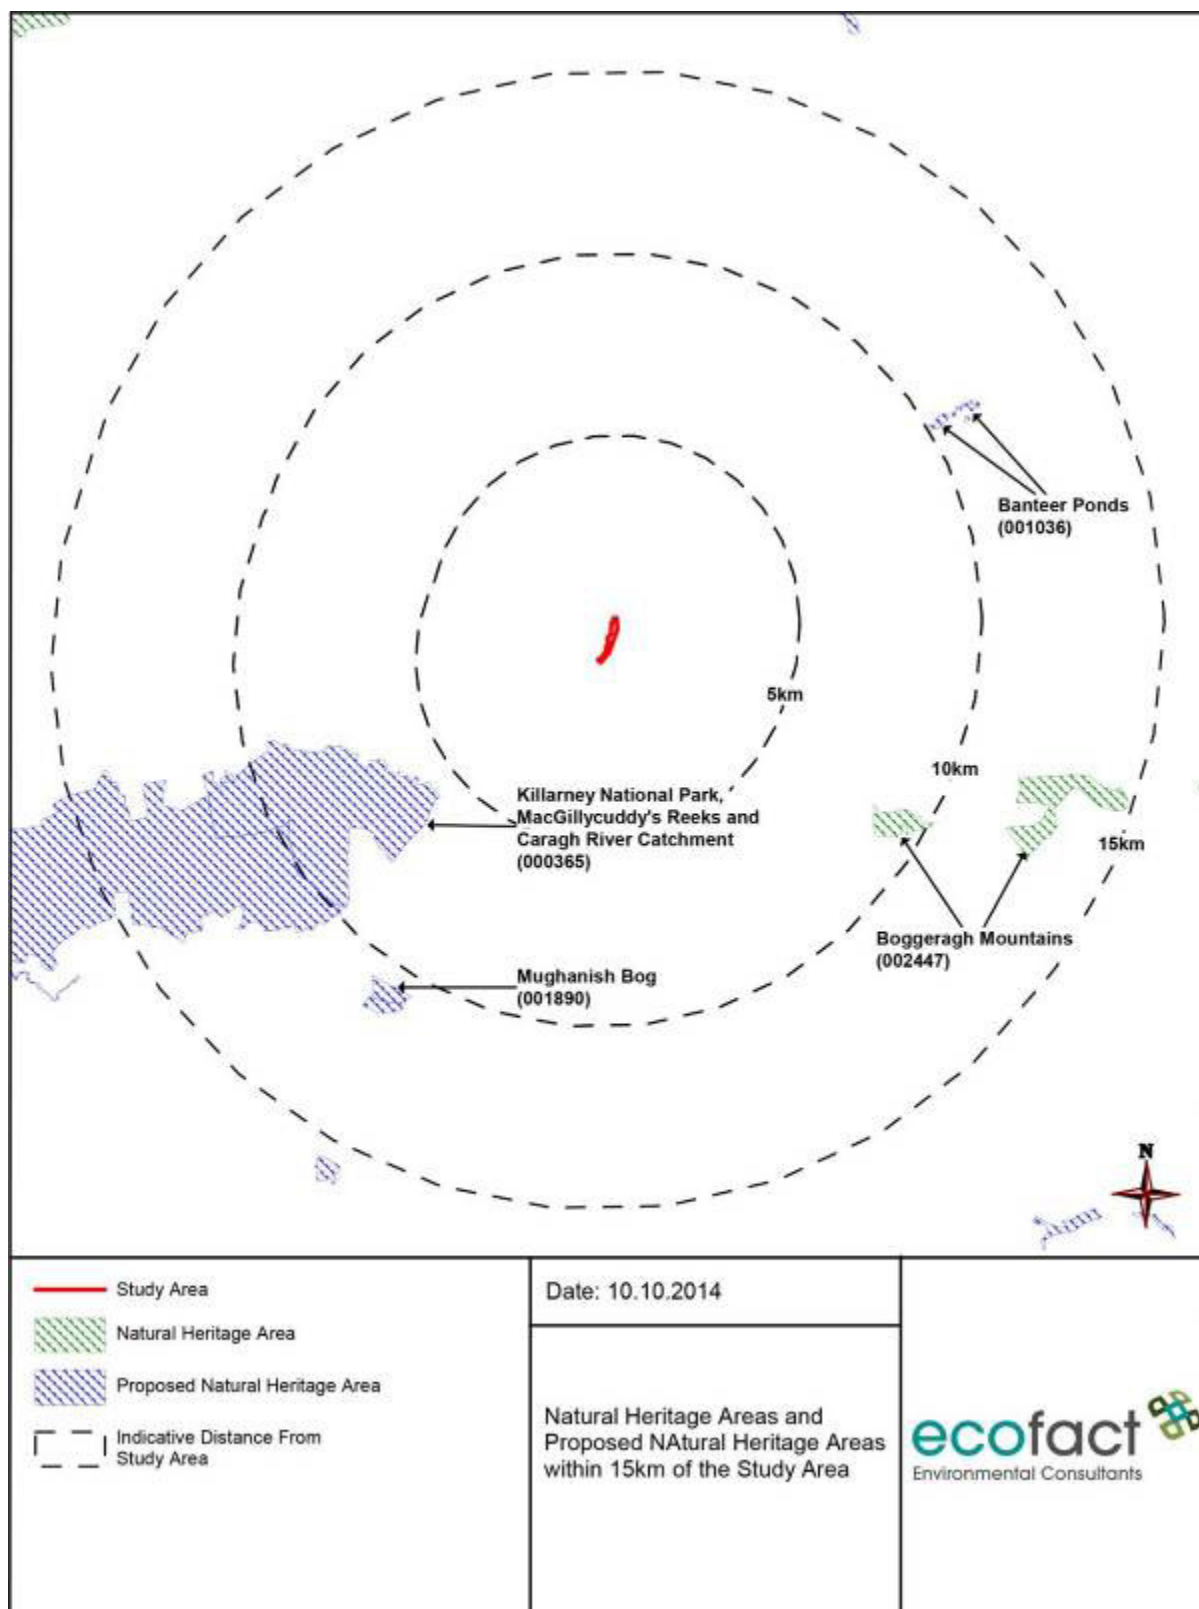 Banteer Ponds
(001036)
5km
10km
Killarney National Park,
MacGillycuddy's Reeks and
Caragh River Catchment
(000365)
15km
Boggeragh Mountains
(002447)
Mughanish Bog
(001890)
N
Study Area
Natural Heritage Area
Proposed Natural Heritage Area
Indicative Distance From
Study Area
Date: 10.10.2014
Natural Heritage Areas and
Proposed NAtural Heritage Areas
within 15km of the Study Area
ecofact
Environmental Consultants